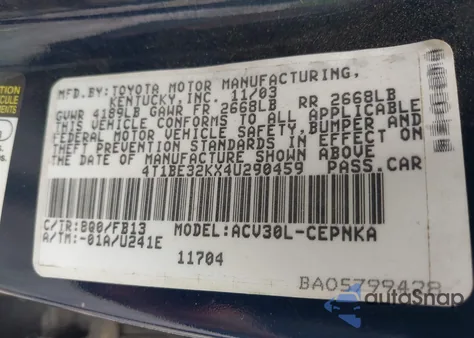 MFD.BY: TOYOTA MOTOR MANUFACTURING,
KENTUCKY, INC. 11/03
GVWR 4189LB GAWR FR 2668LB RR 2668LB
THIS VEHICLE CONFORMS TO ALL APPLICABLE
FEDERAL MOTOR VEHICLE SAFETY, BUMPER, AND
THEFT PREVENTION STANDARDS IN EFFECT ON
THE DATE OF MANUFACTURE SHOWN ABOVE.
4T1BE32KX4U290459 PASS.CAR
C/TR:8Q0/FB13 MODEL:ACV30L-CEPNKA
A/TM:-01A/U241E
11704
BA05799428
autoSnap
TION
VEHICLE